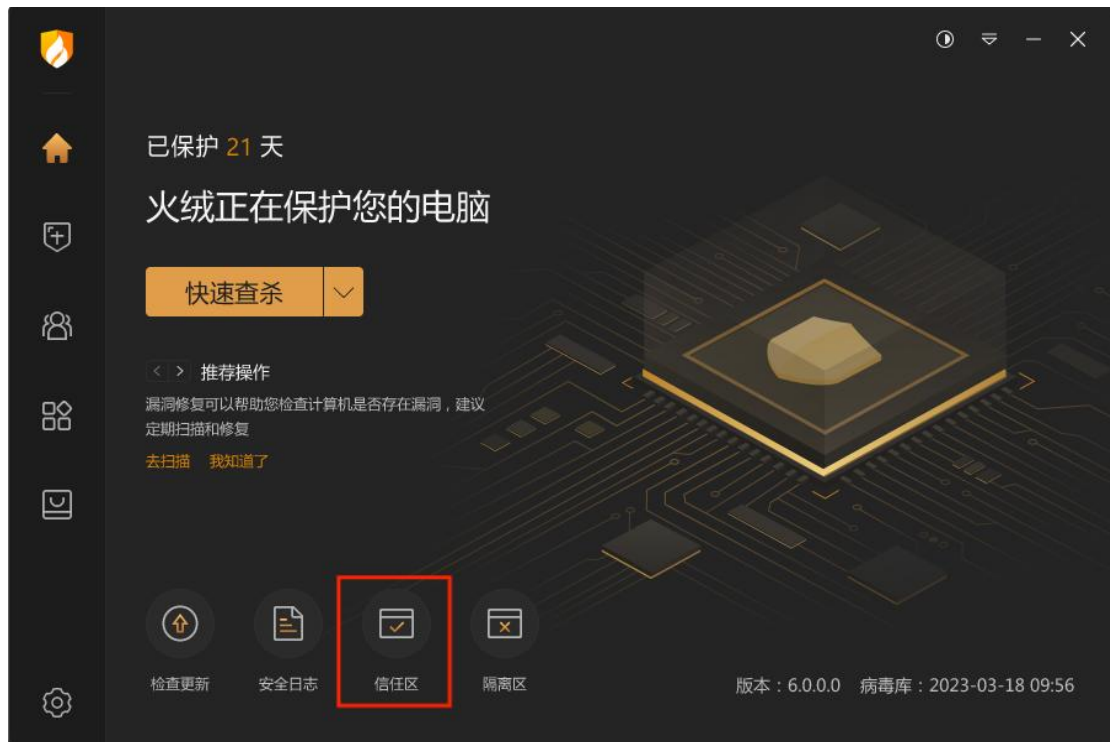 已保护 21 天
火绒正在保护您的电脑
快速查杀
推荐操作
漏洞修复可以帮助您检查计算机是否存在漏洞，建议
定期扫描和修复
去扫描 我知道了
检查更新 安全日志 信任区 隔离区
版本：6.0.0.0 病毒库：2023-03-18 09:56